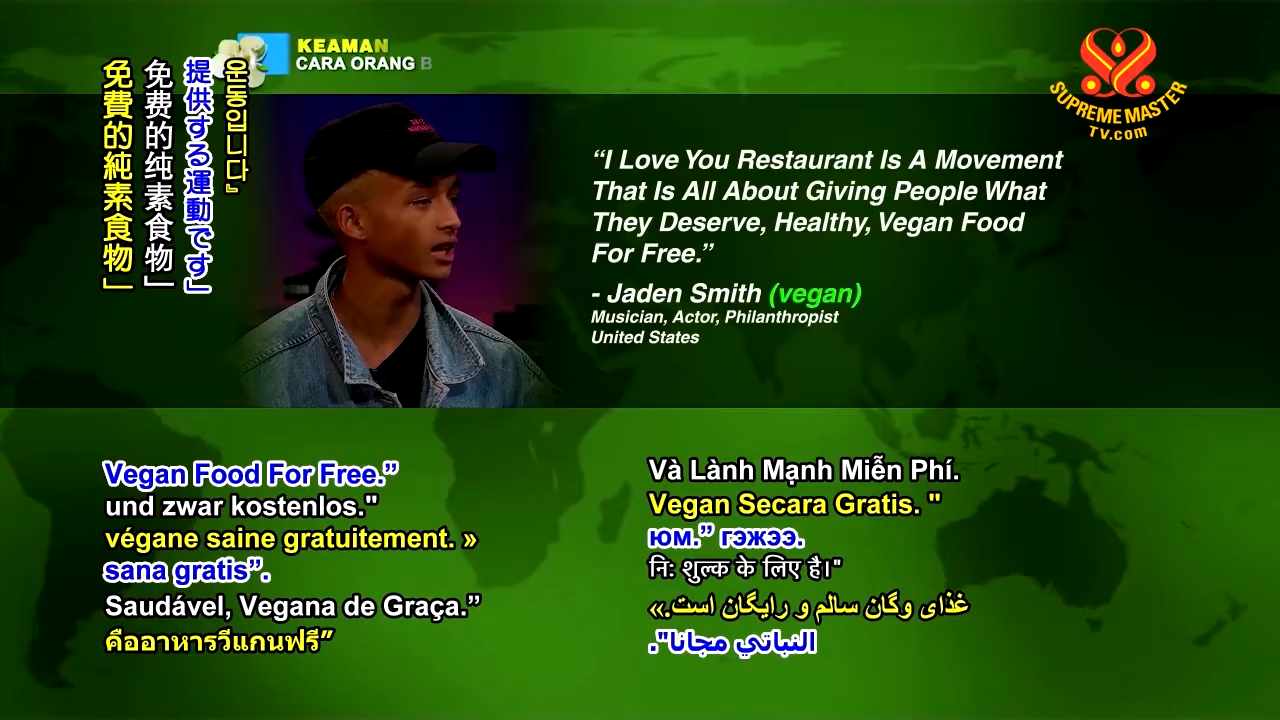 KEAMAN
CARA ORANG B
SUPREME MASTER
TV.com
운동입니다』
提供する運動です」
免费的纯素食物」
免費的純素食物」
“I Love You Restaurant Is A Movement
That Is All About Giving People What
They Deserve, Healthy, Vegan Food
For Free.”
- Jaden Smith (vegan)
Musician, Actor, Philanthropist
United States
Vegan Food For Free.”
und zwar kostenlos."
végane saine gratuitement. »
sana gratis”.
Saudável, Vegana de Graça.”
คืออาหารวีแกนฟรี”
Và Lành Mạnh Miễn Phí.
Vegan Secara Gratis. "
юм.” гэжээ.
नि: शुल्क के लिए है।"
غذای وگان سالم و رایگان است.»
النباتي مجانا".